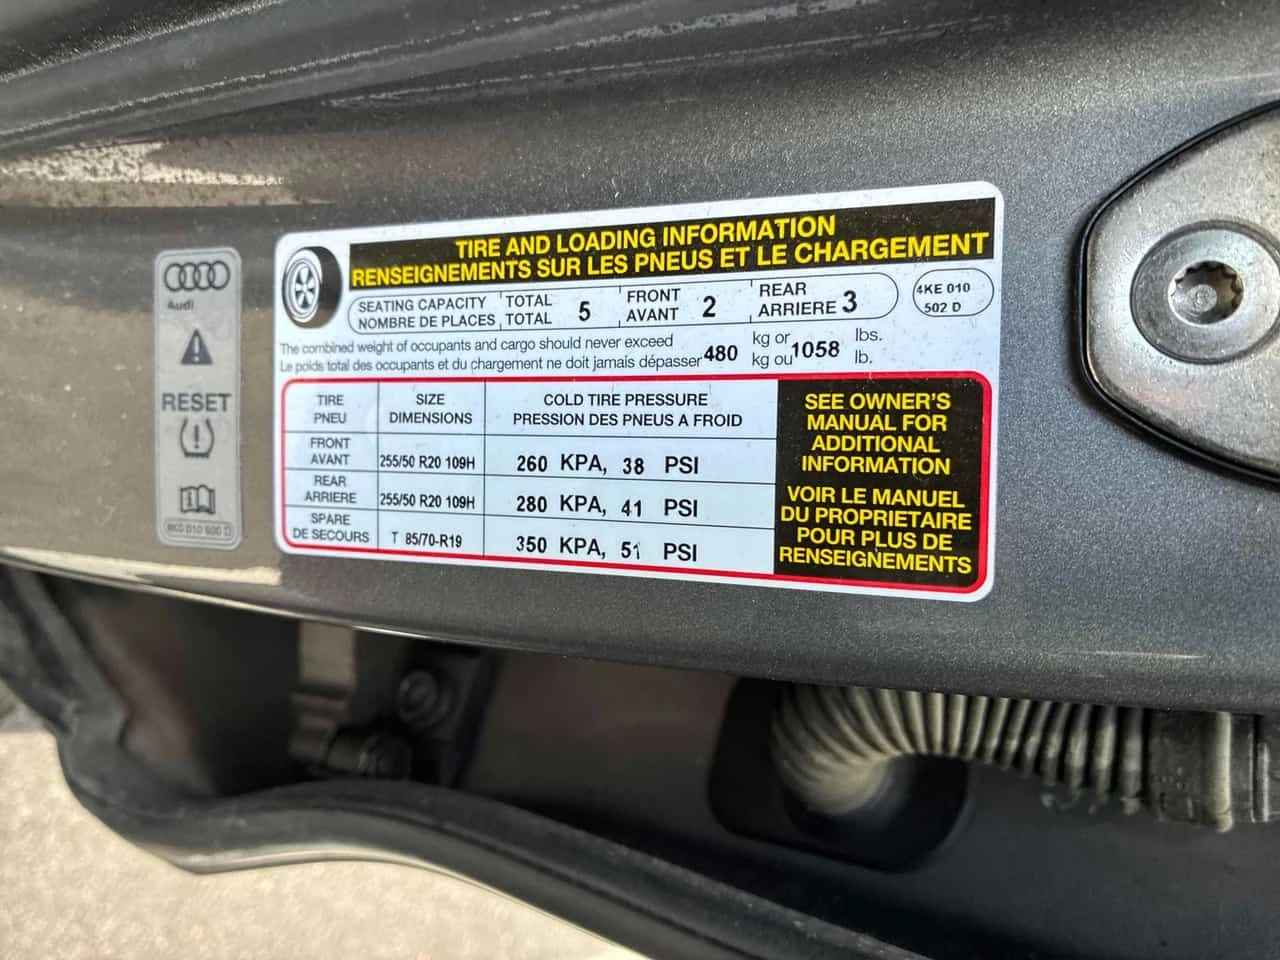 Audi
RESET
8K0 010 500 D
TIRE AND LOADING INFORMATION
RENSEIGNEMENTS SUR LES PNEUS ET LE CHARGEMENT
SEATING CAPACITY TOTAL 5 FRONT 2 REAR 3
NOMBRE DE PLACES TOTAL AVANT ARRIERE
4KE 010
502 D
The combined weight of occupants and cargo should never exceed 480 kg or 1058 lbs.
Le poids total des occupants et du chargement ne doit jamais dépasser kg ou lb.
TIRE SIZE COLD TIRE PRESSURE
PNEU DIMENSIONS PRESSION DES PNEUS A FROID
FRONT
AVANT 255/50 R20 109H 260 KPA, 38 PSI
REAR
ARRIERE 255/50 R20 109H 280 KPA, 41 PSI
SPARE
DE SECOURS T 85/70-R19 350 KPA, 51 PSI
SEE OWNER'S
MANUAL FOR
ADDITIONAL
INFORMATION
VOIR LE MANUEL
DU PROPRIETAIRE
POUR PLUS DE
RENSEIGNEMENTS